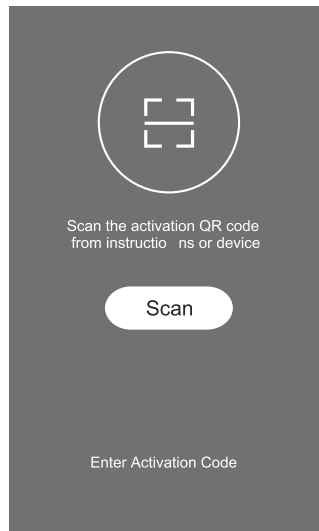 Scan the activation QR code
from instructio ns or device
Scan
Enter Activation Code